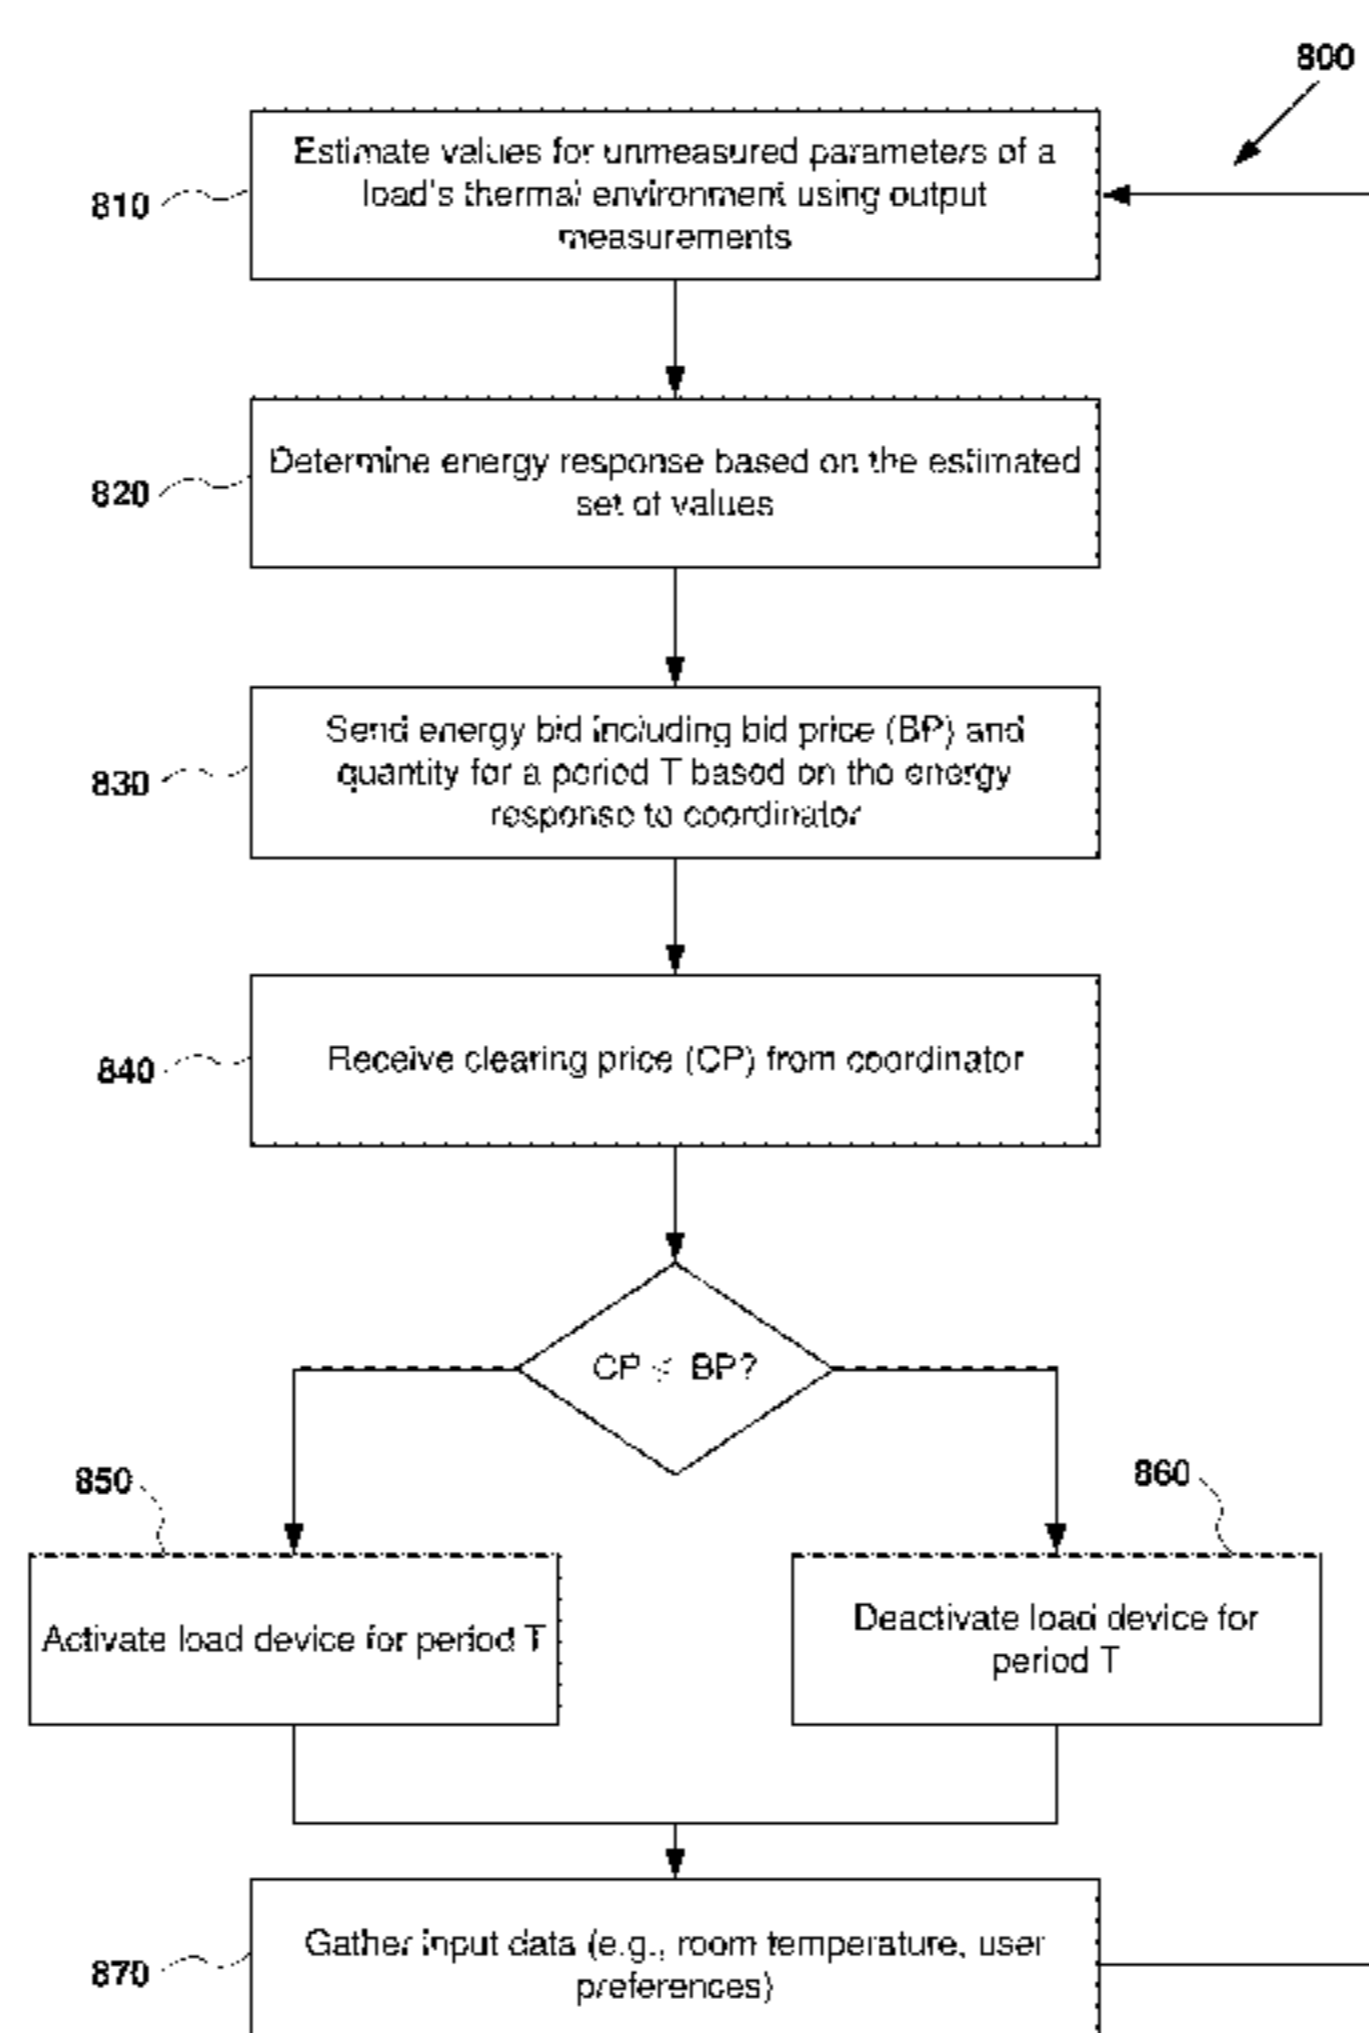 800
810
Estimate values for unmeasured parameters of a
load's thermal environment using output
measurements
820
Determine energy response based on the estimated
set of values
830
Send energy bid including bid price (BP) and
quantity for a period T based on the energy
response to coordinator
840
Receive clearing price (CP) from coordinator
CP < BP?
850
860
Activate load device for period T
Deactivate load device for
period T
870
Gather input data (e.g., room temperature, user
preferences)